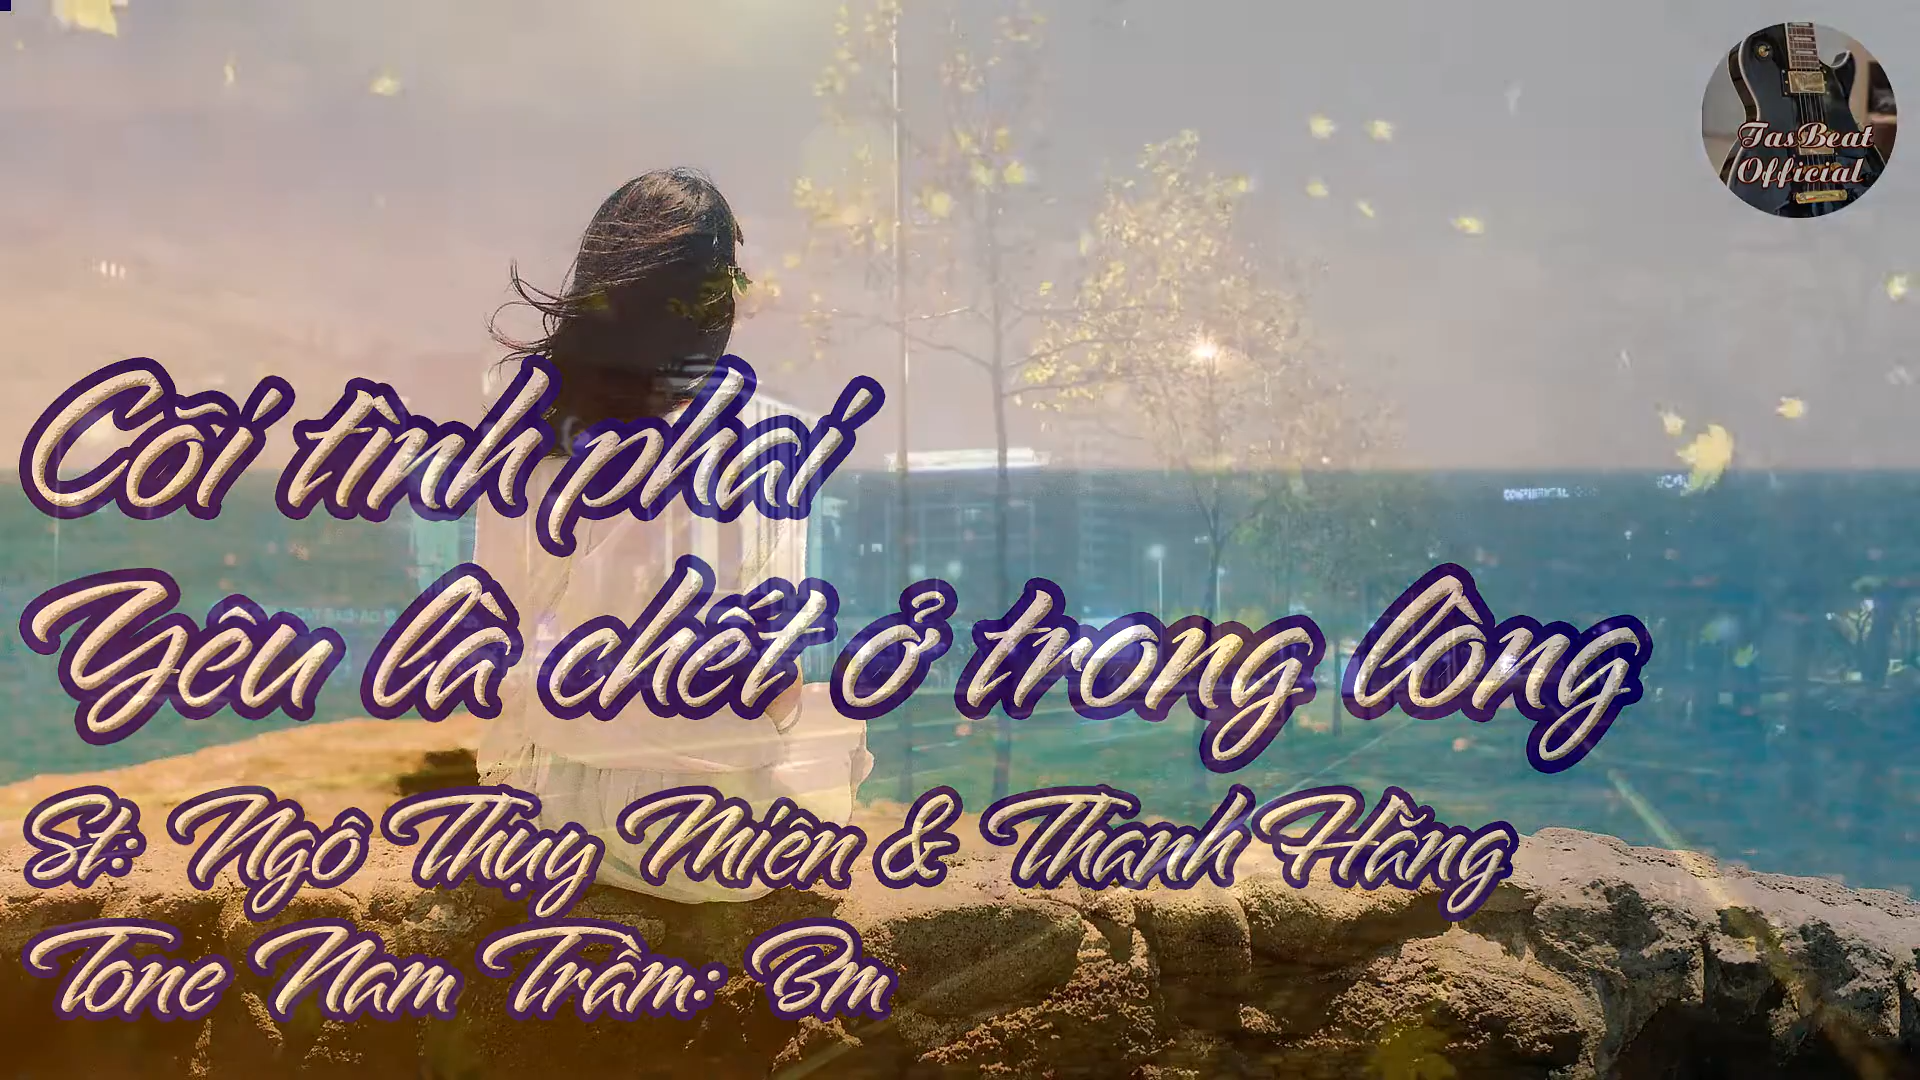 Cõi tình phai
Yêu là chết ở trong lòng
St: Ngô Thụy Miên & Thanh Hằng
Tone Nam Trầm: Bm
TasBeat
Official